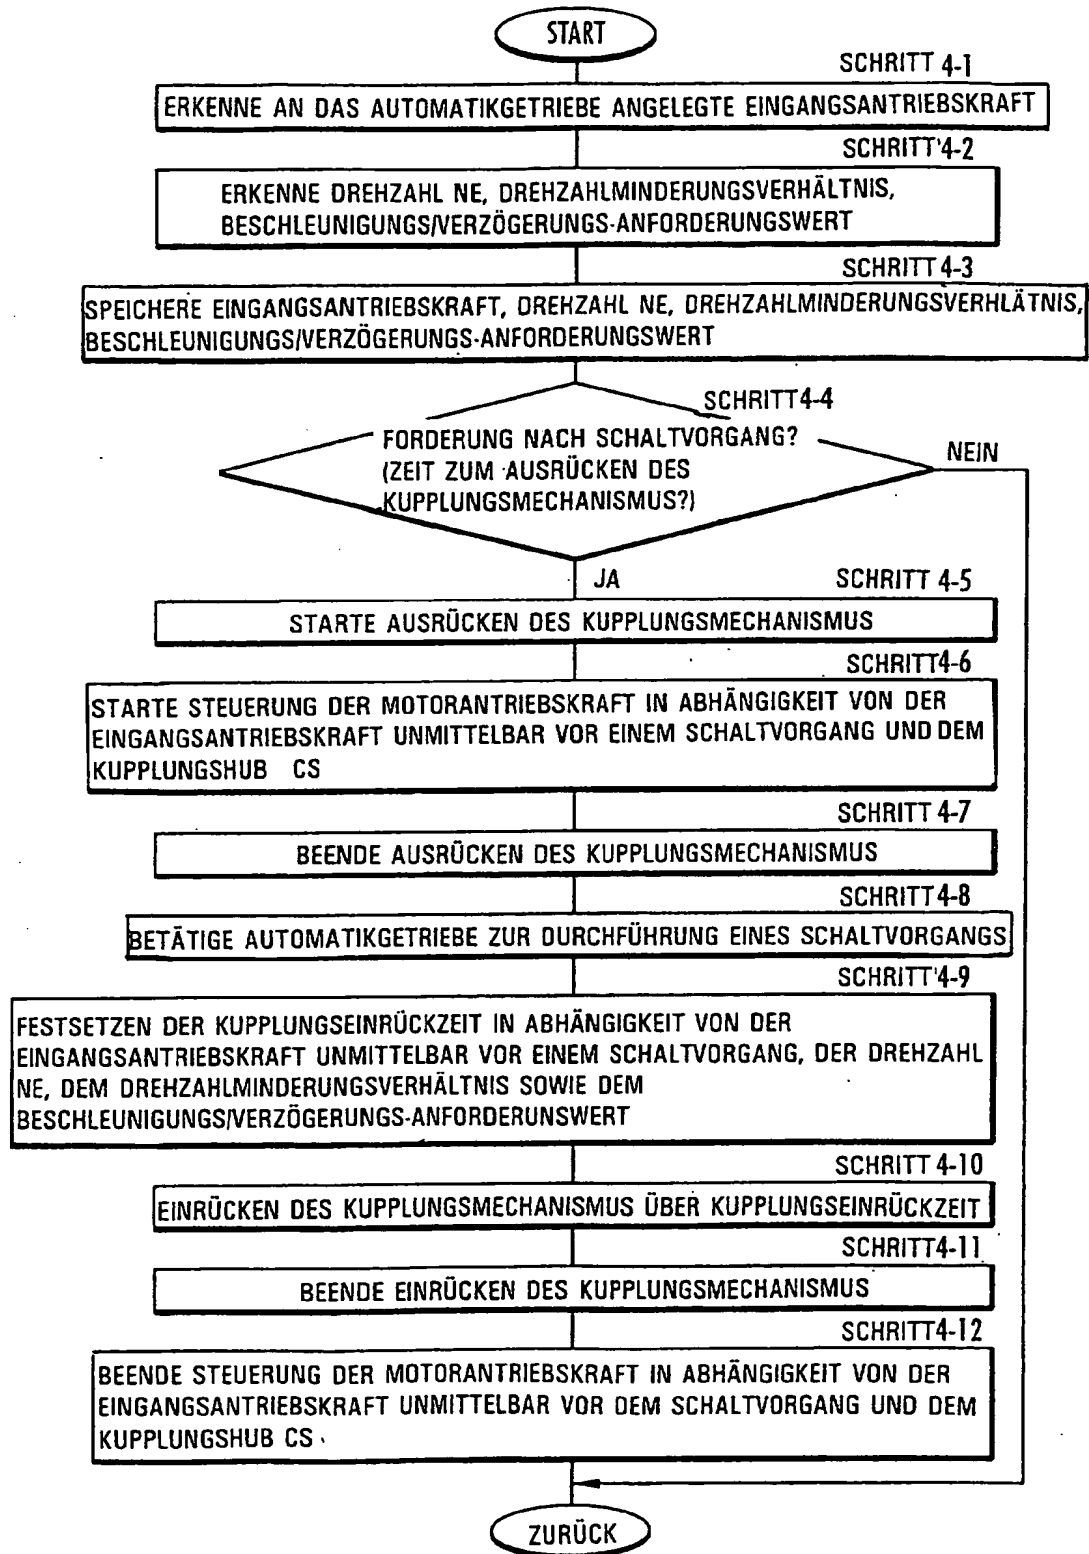 START
SCHRITT 4-1
ERKENNE AN DAS AUTOMATIKGETRIEBE ANGELEGTE EINGANGSANTRIEBSKRAFT
SCHRITT 4-2
ERKENNE DREHZAHL NE, DREHZAHLMINDERUNGSVERHÄLTNIS,
BESCHLEUNIGUNGS/VERZÖGERUNGS-ANFORDERUNGSWERT
SCHRITT 4-3
SPEICHERE EINGANGSANTRIEBSKRAFT, DREHZAHL NE, DREHZAHLMINDERUNGSVERHLÄTNIS,
BESCHLEUNIGUNGS/VERZÖGERUNGS-ANFORDERUNGSWERT
SCHRITT 4-4
FORDERUNG NACH SCHALTVORGANG?
(ZEIT ZUM AUSRÜCKEN DES
KUPPLUNGSMECHANISMUS?)
NEIN
JA
SCHRITT 4-5
STARTE AUSRÜCKEN DES KUPPLUNGSMECHANISMUS
SCHRITT 4-6
STARTE STEUERUNG DER MOTORANTRIEBSKRAFT IN ABHÄNGIGKEIT VON DER
EINGANGSANTRIEBSKRAFT UNMITTELBAR VOR EINEM SCHALTVORGANG UND DEM
KUPPLUNGSHUB CS
SCHRITT 4-7
BEENDE AUSRÜCKEN DES KUPPLUNGSMECHANISMUS
SCHRITT 4-8
BETÄTIGE AUTOMATIKGETRIEBE ZUR DURCHFÜHRUNG EINES SCHALTVORGANGS
SCHRITT 4-9
FESTSETZEN DER KUPPLUNGSEINRÜCKZEIT IN ABHÄNGIGKEIT VON DER
EINGANGSANTRIEBSKRAFT UNMITTELBAR VOR EINEM SCHALTVORGANG, DER DREHZAHL
NE, DEM DREHZAHLMINDERUNGSVERHÄLTNIS SOWIE DEM
BESCHLEUNIGUNGS/VERZÖGERUNGS-ANFORDERUNSWERT
SCHRITT 4-10
EINRÜCKEN DES KUPPLUNGSMECHANISMUS ÜBER KUPPLUNGSEINRÜCKZEIT
SCHRITT 4-11
BEENDE EINRÜCKEN DES KUPPLUNGSMECHANISMUS
SCHRITT 4-12
BEENDE STEUERUNG DER MOTORANTRIEBSKRAFT IN ABHÄNGIGKEIT VON DER
EINGANGSANTRIEBSKRAFT UNMITTELBAR VOR DEM SCHALTVORGANG UND DEM
KUPPLUNGSHUB CS
ZURÜCK